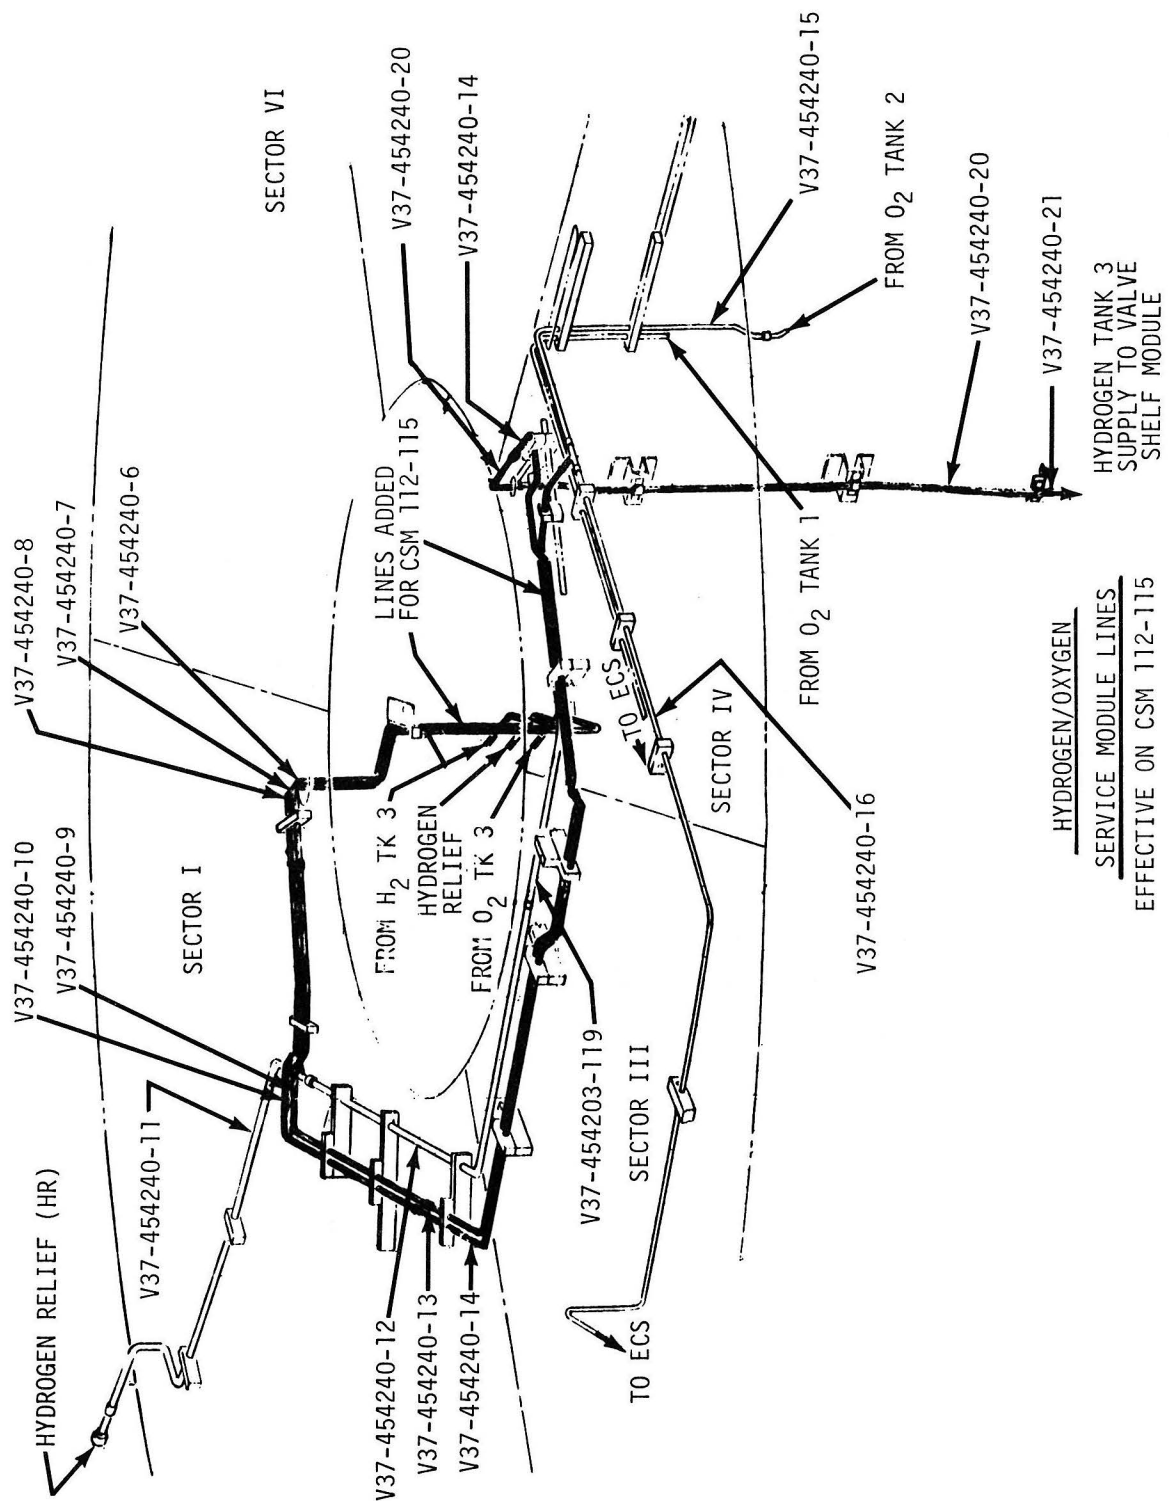 HYDROGEN RELIEF (HR)
V37-454240-11
V37-454240-10
V37-454240-9
V37-454240-8
V37-454240-7
V37-454240-6
SECTOR I
SECTOR VI
V37-454240-20
V37-454240-14
LINES ADDED
FOR CSM 112-115
FROM H2 TK 3
HYDROGEN
RELIEF
FROM O2 TK 3
V37-454240-12
V37-454240-13
V37-454240-14
V37-454203-119
SECTOR III
TO ECS
TO ECS
SECTOR IV
V37-454240-16
FROM O2 TANK 1
V37-454240-15
FROM O2 TANK 2
V37-454240-20
V37-454240-21
HYDROGEN TANK 3
SUPPLY TO VALVE
SHELF MODULE
HYDROGEN/OXYGEN
SERVICE MODULE LINES
EFFECTIVE ON CSM 112-115